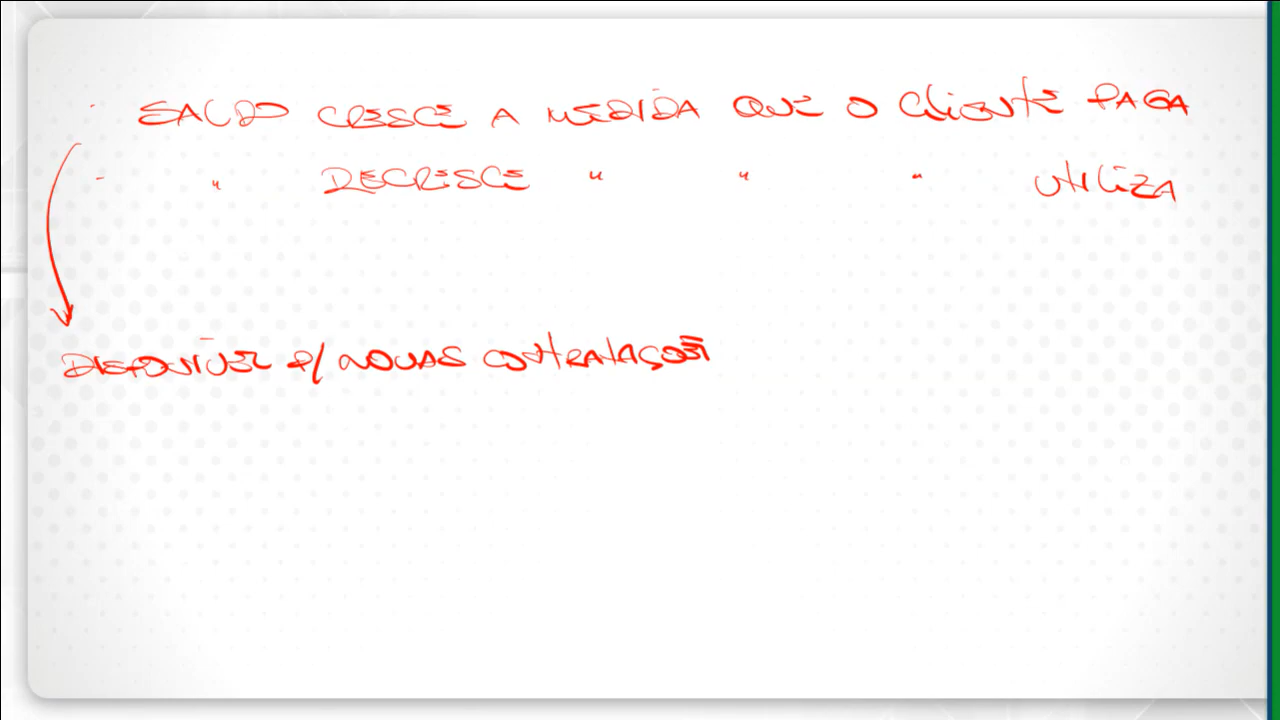 - SALDO CRESCE A MEDIDA QUE O CLIENTE PAGA
- " DECRESCE " " " UTILIZA
DISPONÍVEL P/ NOVAS CONTRATAÇÕES